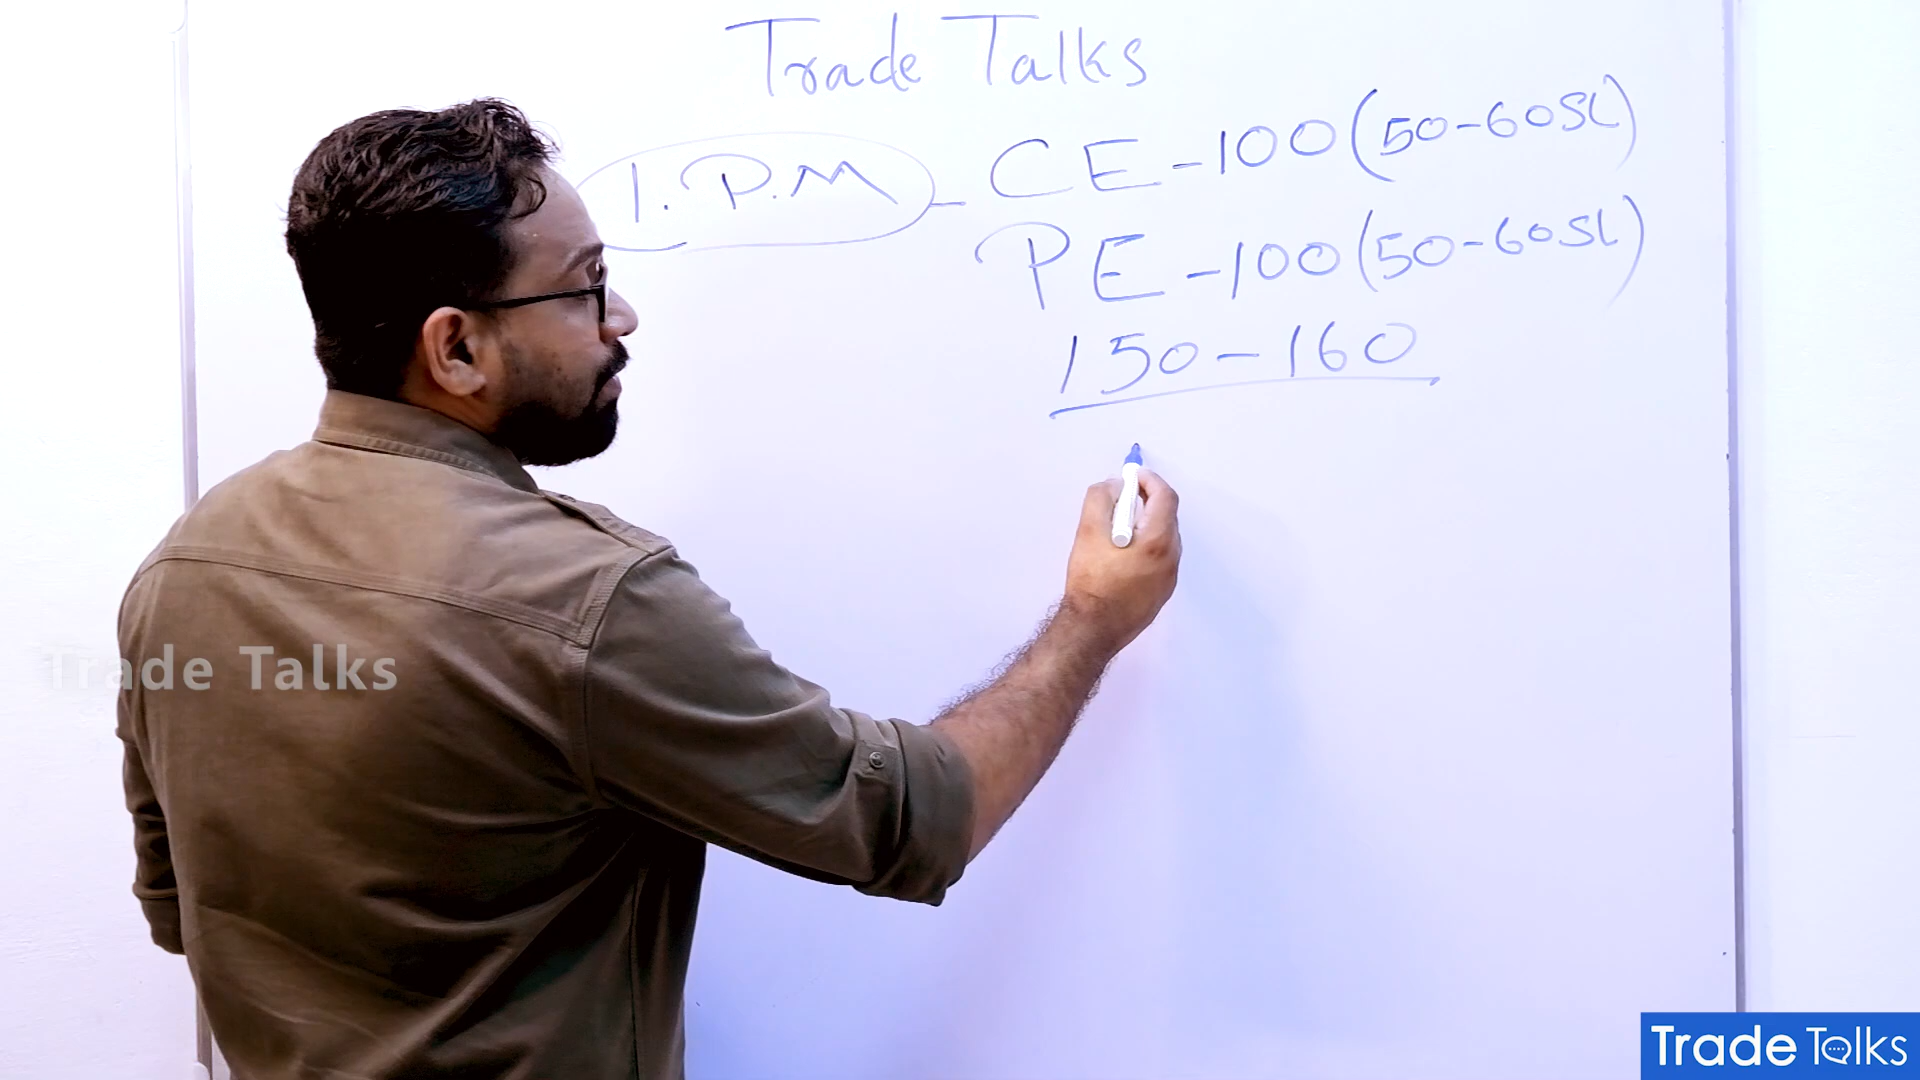 Trade Talks
1.P.M - CE - 100 (50-60SL)
PE - 100 (50-60SL)
150 - 160
Trade Talks
Trade Talks